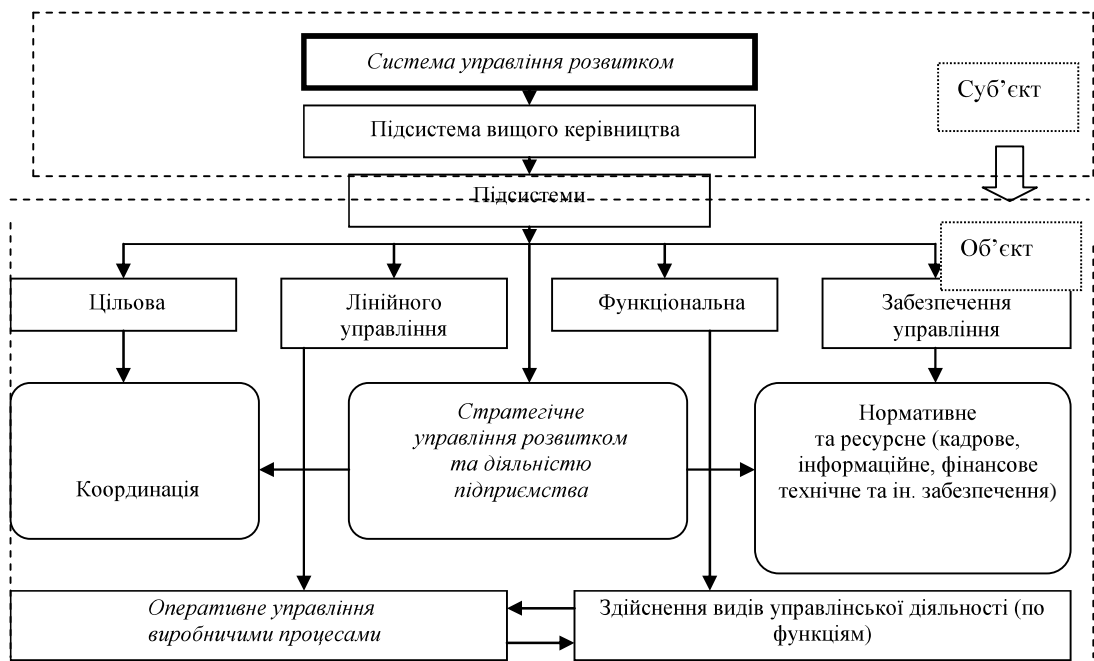 Система управління розвитком
Суб’єкт
Підсистема вищого керівництва
Підсистеми
Об’єкт
Цільова
Лінійного
управління
Функціональна
Забезпечення
управління
Координація
Стратегічне
управління розвитком
та діяльністю
підприємства
Нормативне
та ресурсне (кадрове,
інформаційне, фінансове
технічне та ін. забезпечення)
Оперативне управління
виробничими процесами
Здійснення видів управлінської діяльності (по
функціям)